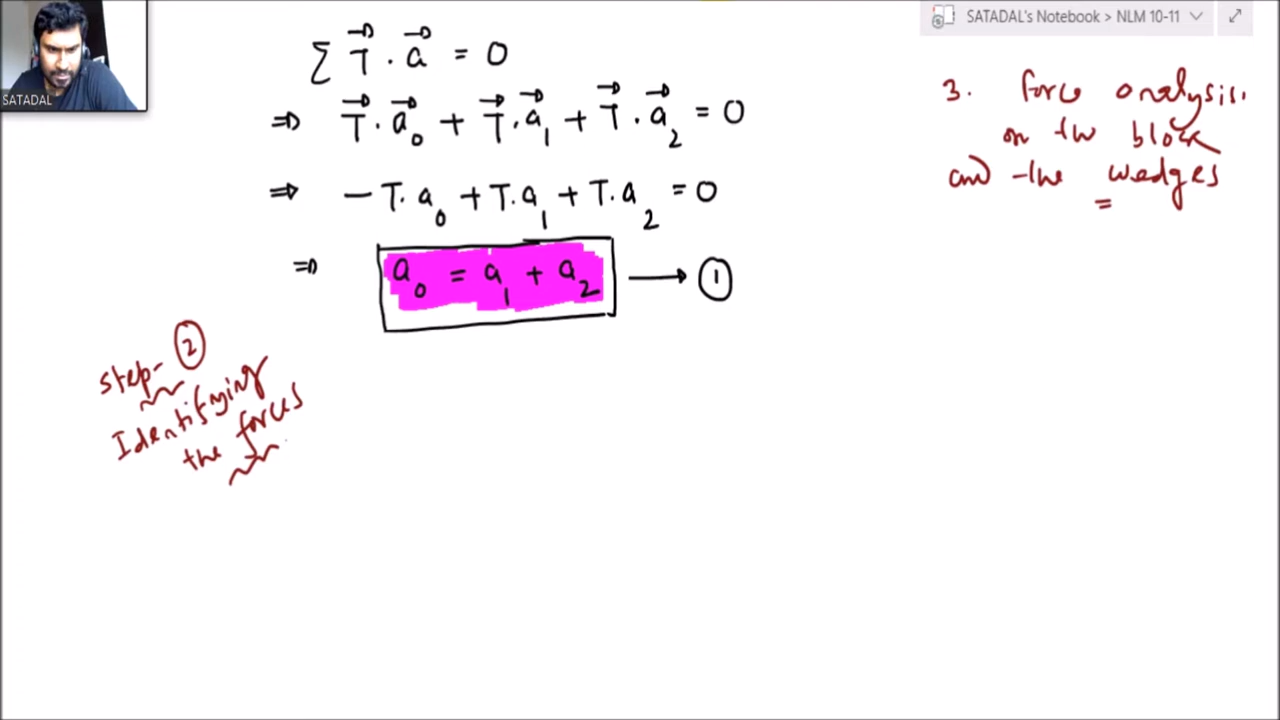 SATADAL
SATADAL's Notebook > NLM 10-11
∑ T⃗ · a⃗ = 0
⇒ T⃗ · a⃗₀ + T⃗ · a⃗₁ + T⃗ · a⃗₂ = 0
⇒ − T · a₀ + T · a₁ + T · a₂ = 0
⇒ a₀ = a₁ + a₂ ⟶ ①
3. Force analysis.
on the block
and the wedges
step- ②
Identifying
the forces